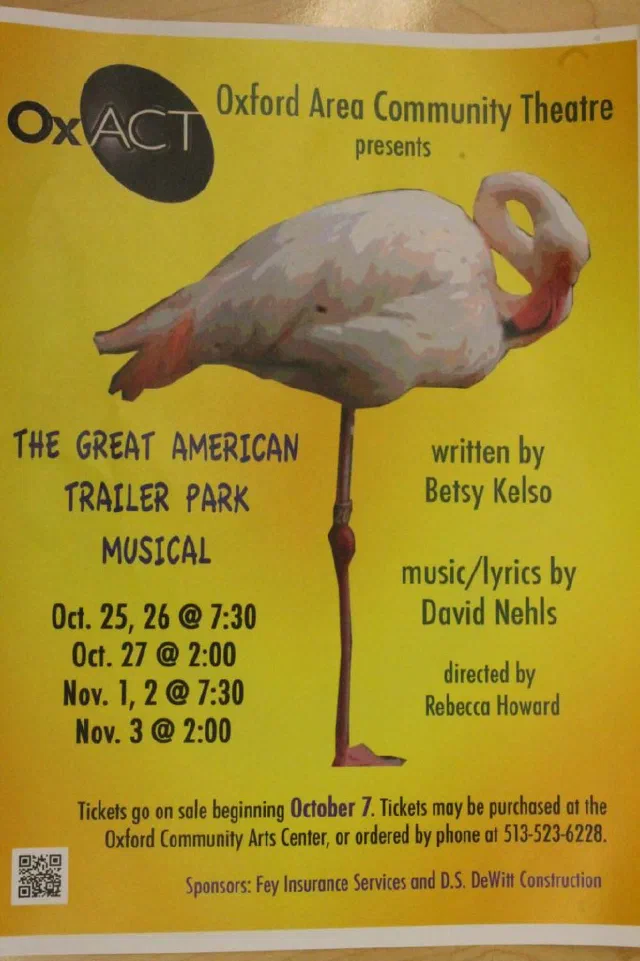 OxACT
Oxford Area Community Theatre
presents
THE GREAT AMERICAN
TRAILER PARK
MUSICAL
Oct. 25, 26 @ 7:30
Oct. 27 @ 2:00
Nov. 1, 2 @ 7:30
Nov. 3 @ 2:00
written by
Betsy Kelso
music/lyrics by
David Nehls
directed by
Rebecca Howard
Tickets go on sale beginning October 7. Tickets may be purchased at the
Oxford Community Arts Center, or ordered by phone at 513-523-6228.
Sponsors: Fey Insurance Services and D.S. DeWitt Construction